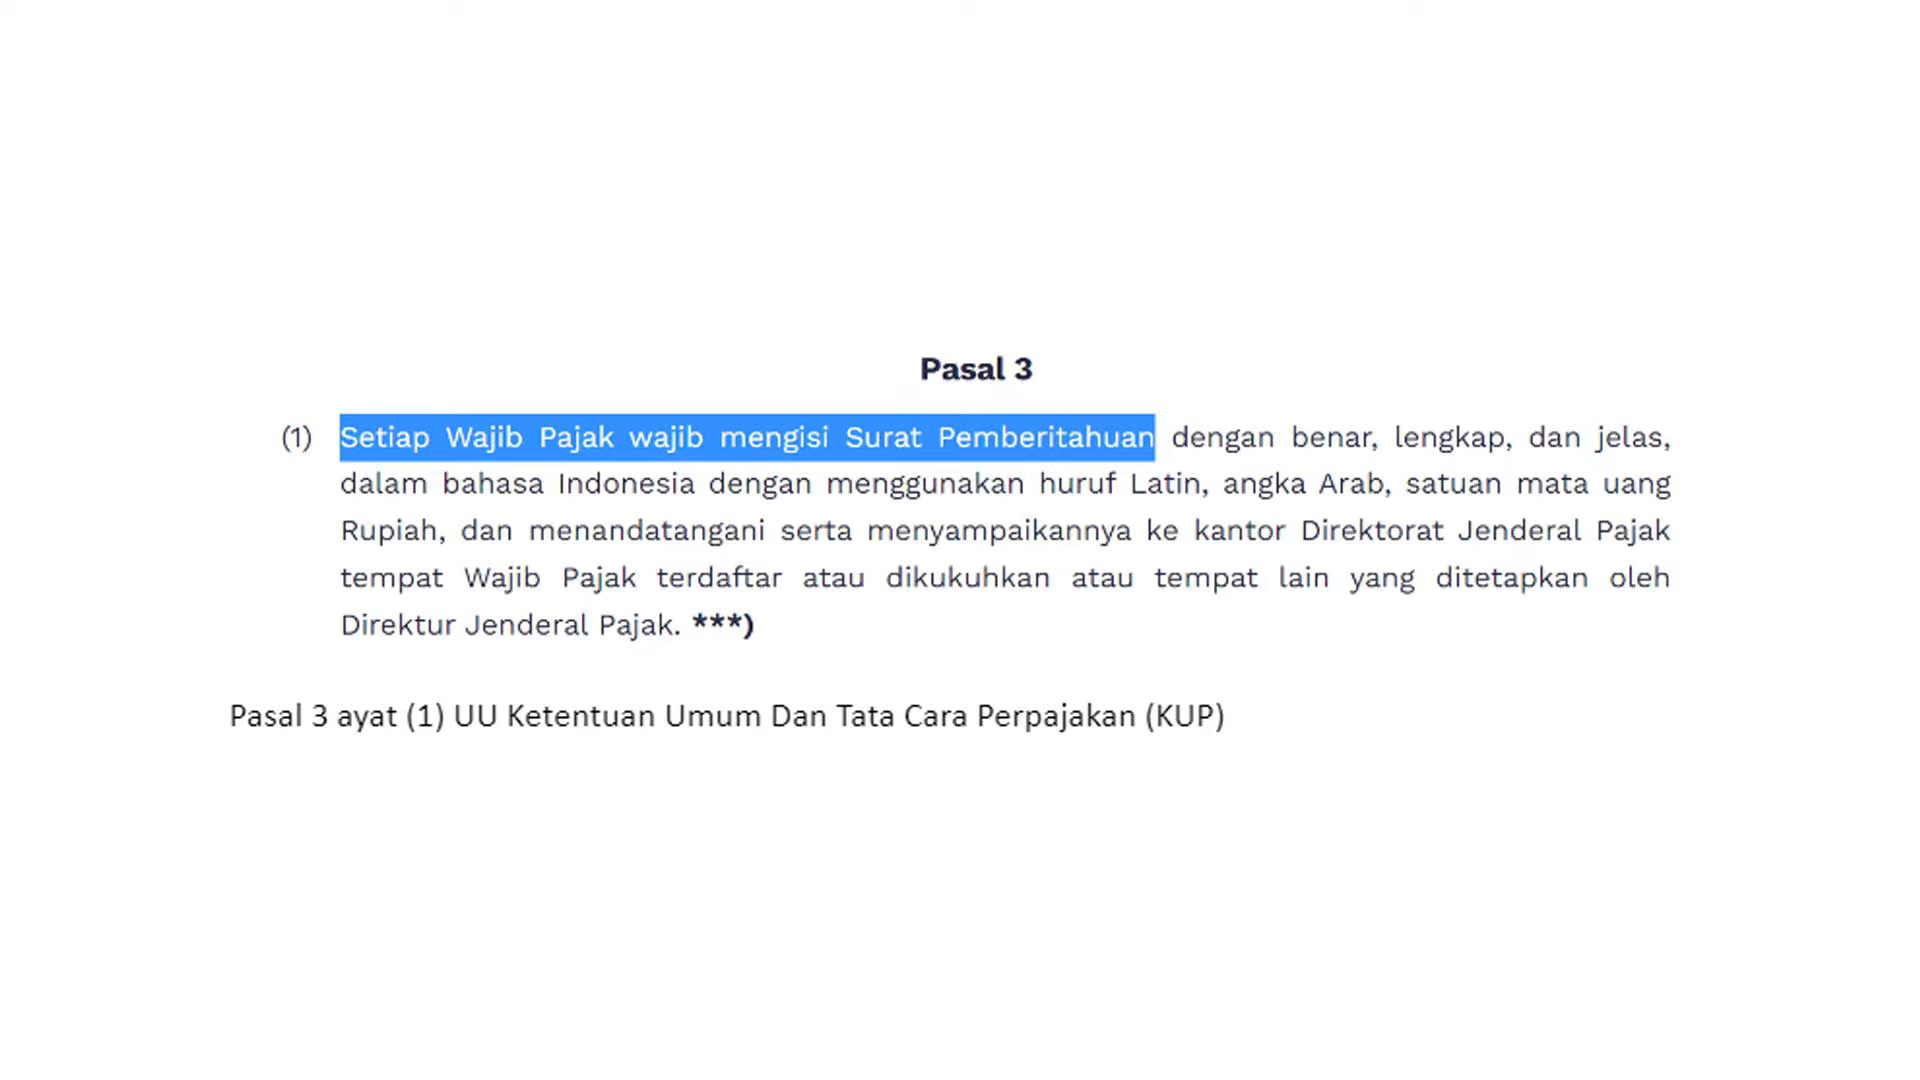 Pasal 3
(1) Setiap Wajib Pajak wajib mengisi Surat Pemberitahuan dengan benar, lengkap, dan jelas,
dalam bahasa Indonesia dengan menggunakan huruf Latin, angka Arab, satuan mata uang
Rupiah, dan menandatangani serta menyampaikannya ke kantor Direktorat Jenderal Pajak
tempat Wajib Pajak terdaftar atau dikukuhkan atau tempat lain yang ditetapkan oleh
Direktur Jenderal Pajak. ***)
Pasal 3 ayat (1) UU Ketentuan Umum Dan Tata Cara Perpajakan (KUP)